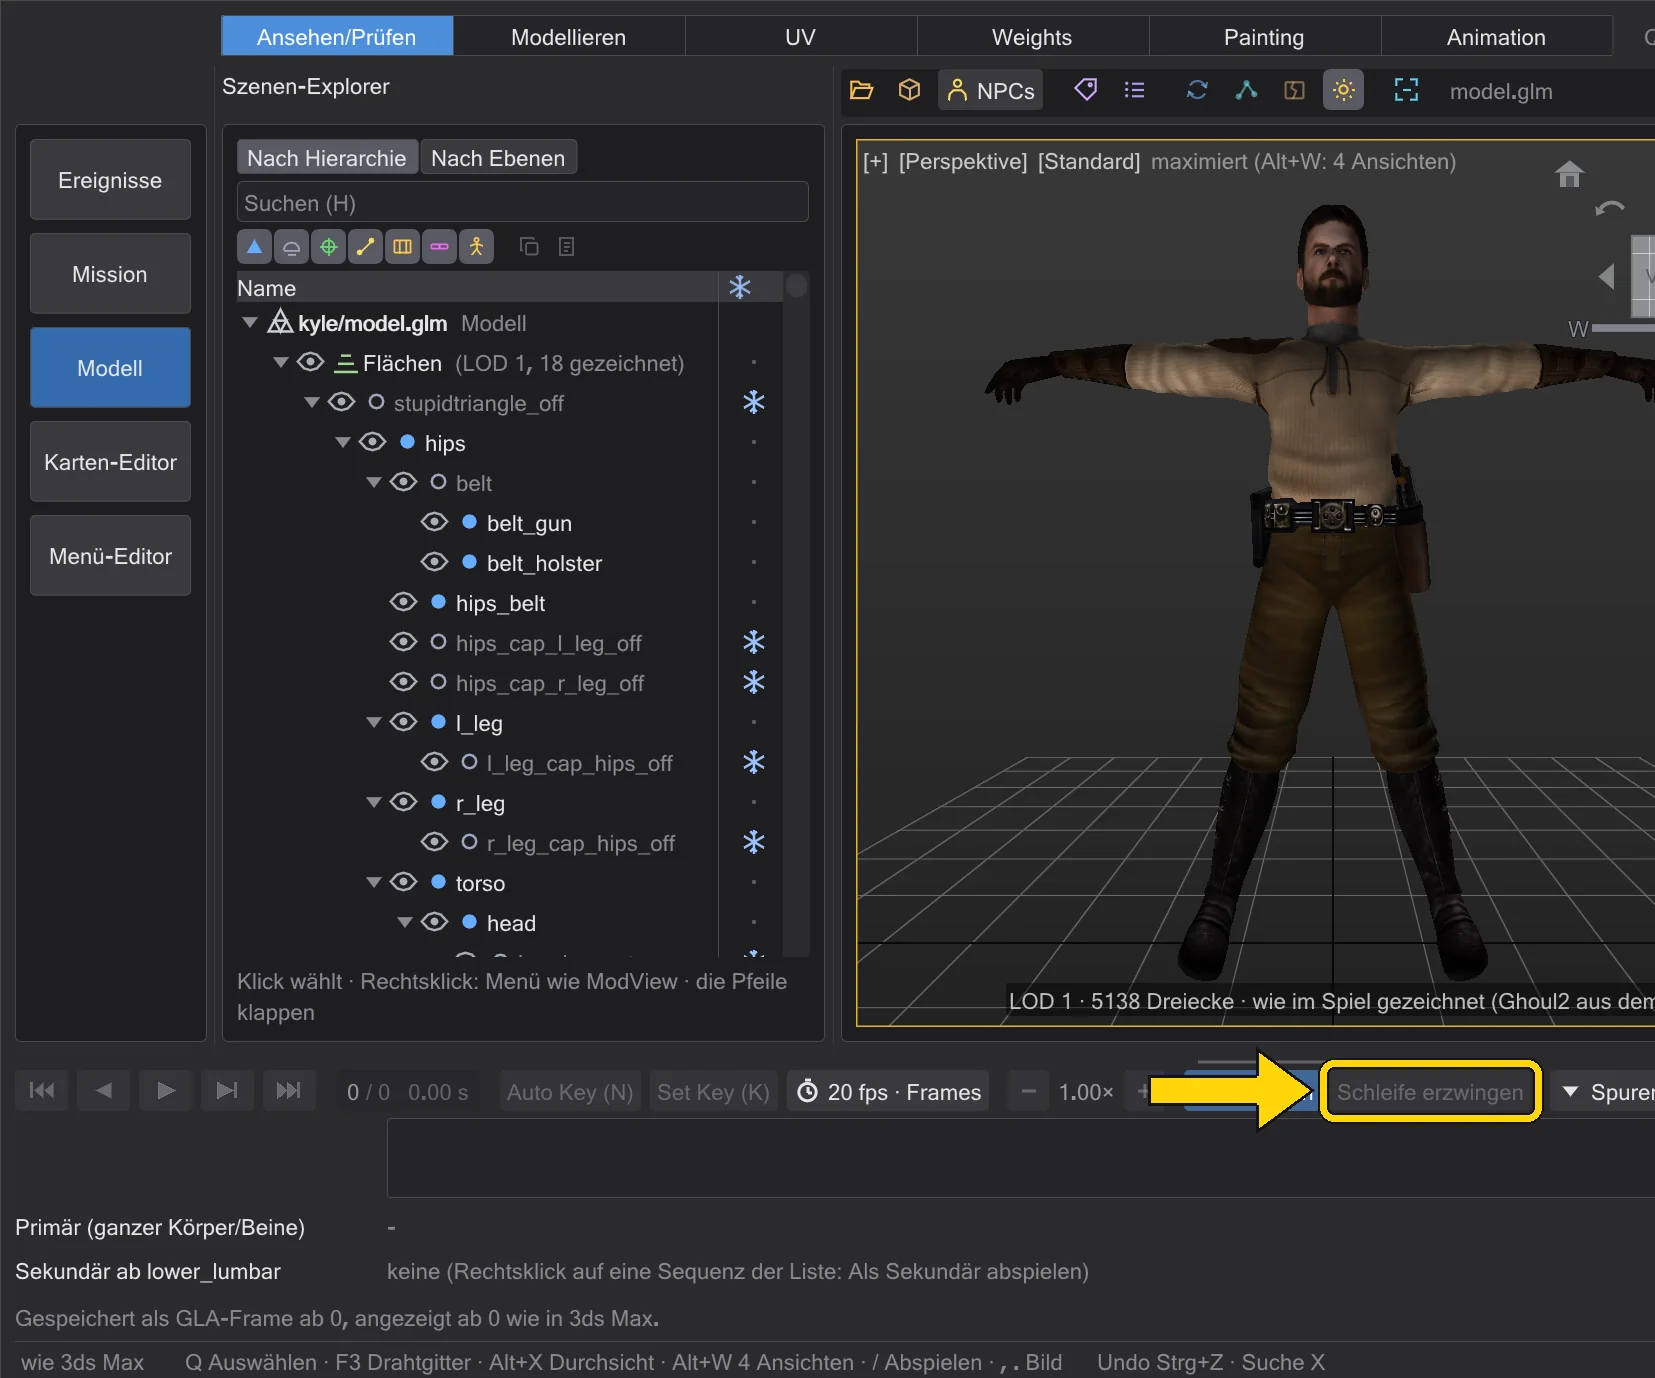 Ansehen/Prüfen Modellieren UV Weights Painting Animation
Szenen-Explorer
NPCs model.glm
Ereignisse
Mission
Modell
Karten-Editor
Menü-Editor
Nach Hierarchie Nach Ebenen
Suchen (H)
Name
kyle/model.glm Modell
Flächen (LOD 1, 18 gezeichnet)
stupidtriangle_off
hips
belt
belt_gun
belt_holster
hips_belt
hips_cap_l_leg_off
hips_cap_r_leg_off
l_leg
l_leg_cap_hips_off
r_leg
r_leg_cap_hips_off
torso
head
Klick wählt · Rechtsklick: Menü wie ModView · die Pfeile
klappen
[+] [Perspektive] [Standard] maximiert (Alt+W: 4 Ansichten)
W
LOD 1 · 5138 Dreiecke · wie im Spiel gezeichnet (Ghoul2 aus dem
0 / 0 0.00 s Auto Key (N) Set Key (K) 20 fps · Frames − 1.00× + Schleife erzwingen Spuren
Primär (ganzer Körper/Beine) -
Sekundär ab lower_lumbar keine (Rechtsklick auf eine Sequenz der Liste: Als Sekundär abspielen)
Gespeichert als GLA-Frame ab 0, angezeigt ab 0 wie in 3ds Max.
wie 3ds Max Q Auswählen · F3 Drahtgitter · Alt+X Durchsicht · Alt+W 4 Ansichten · / Abspielen · , . Bild Undo Strg+Z · Suche X